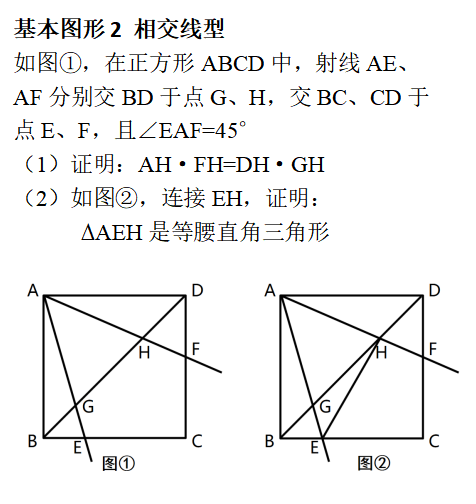 基本图形 2 相交线型
如图①，在正方形 ABCD 中，射线 AE、
AF 分别交 BD 于点 G、H，交 BC、CD 于
点 E、F，且∠EAF=45°
（1）证明：AH·FH=DH·GH
（2）如图②，连接 EH，证明：
ΔAEH 是等腰直角三角形
A D A D
H F H F
G G
B E C B E C
图① 图②